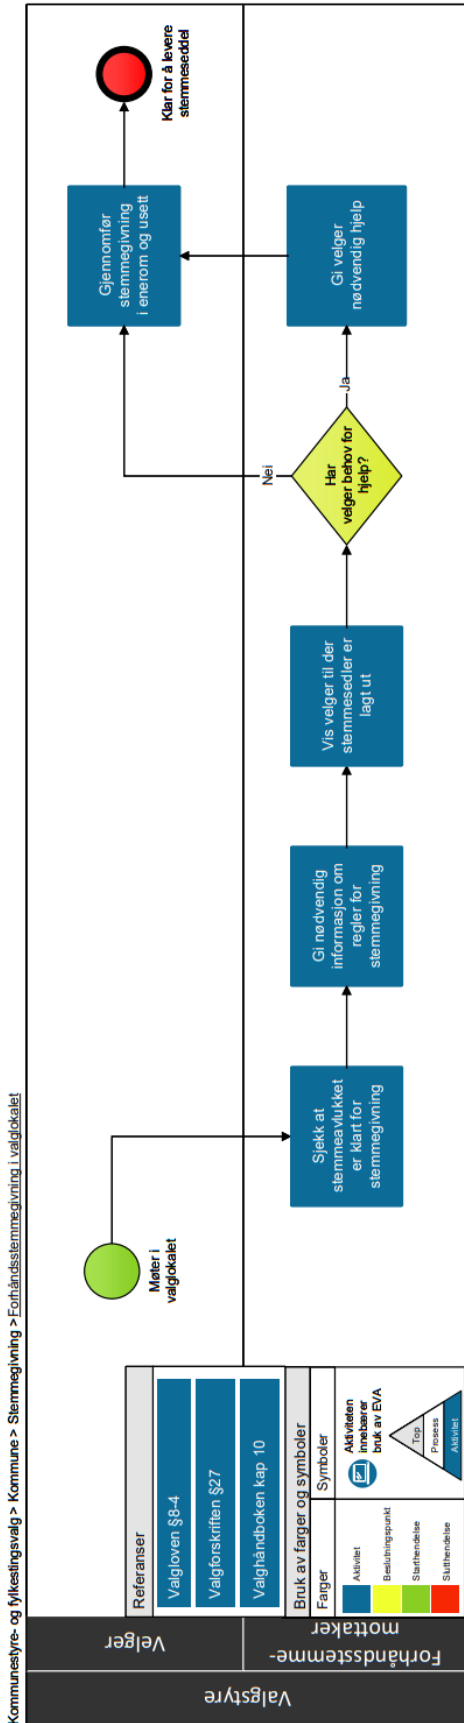 Kommunestyre- og fylkestingsvalg > Kommune > Stemmegivning > Forhåndsstemmegivning i valglokalet
Valgstyre
Velger
Forhåndsstemme-
mottaker
Referanser
Valgloven §8-4
Valgforskriften §27
Valghåndboken kap 10
Bruk av farger og symboler
Farger
Aktivitet
Beslutningspunkt
Starthendelse
Slutthendelse
Symboler
Aktiviteten
innebærer
bruk av EVA
Top
Prosess
Aktivitet
Møter i
valglokalet
Sjekk at
stemmeavlukket
er klart for
stemmegivning
Gi nødvendig
informasjon om
regler for
stemmegivning
Vis velger til der
stemmesedler er
lagt ut
Har
velger behov for
hjelp?
Nei
Ja
Gi velger
nødvendig hjelp
Gjennomfør
stemmegivning
i enerom og usett
Klar for å levere
stemmeseddel